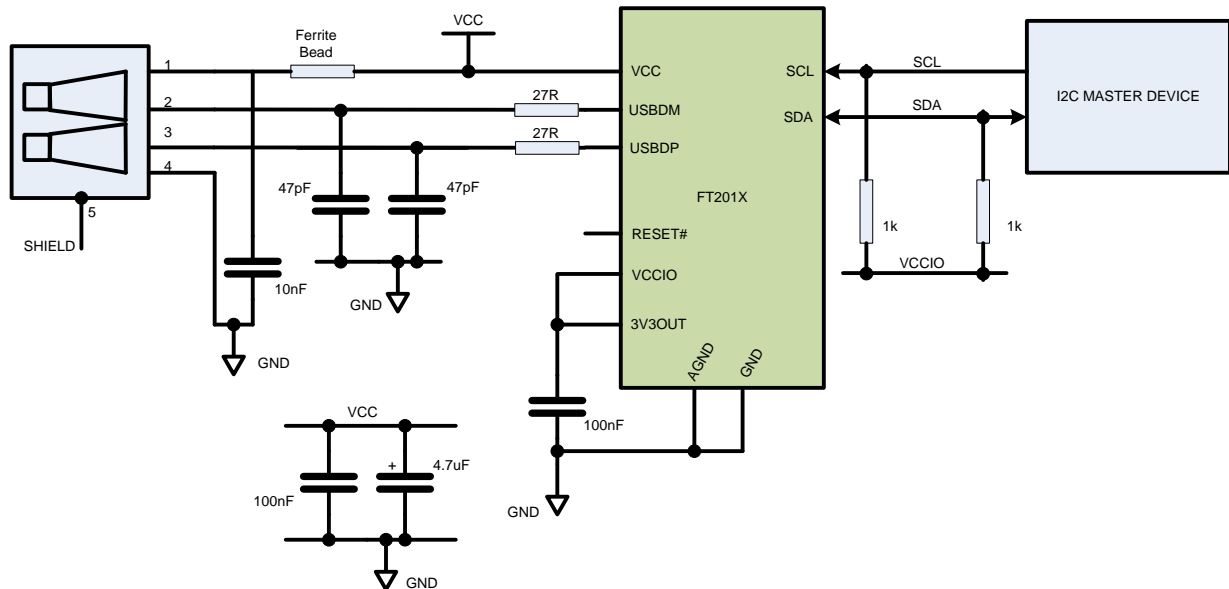 VCC
Ferrite
Bead
1
2
3
4
5
SHIELD
27R
27R
47pF
47pF
10nF
GND
GND
VCC
USBDM
USBDP
FT201X
RESET#
VCCIO
3V3OUT
AGND
GND
SCL
SDA
SCL
SDA
I2C MASTER DEVICE
1k
1k
VCCIO
100nF
GND
VCC
100nF
+
4.7uF
GND